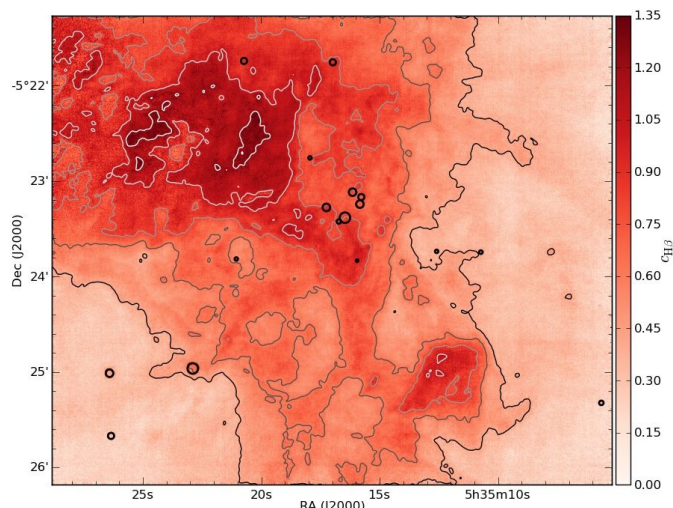 1.35
-5°22'
1.20
1.05
23'
0.90
Dec (J2000)
0.75
cHβ
24'
0.60
0.45
25'
0.30
0.15
26'
0.00
25s
20s
15s
5h35m10s
RA (J2000)